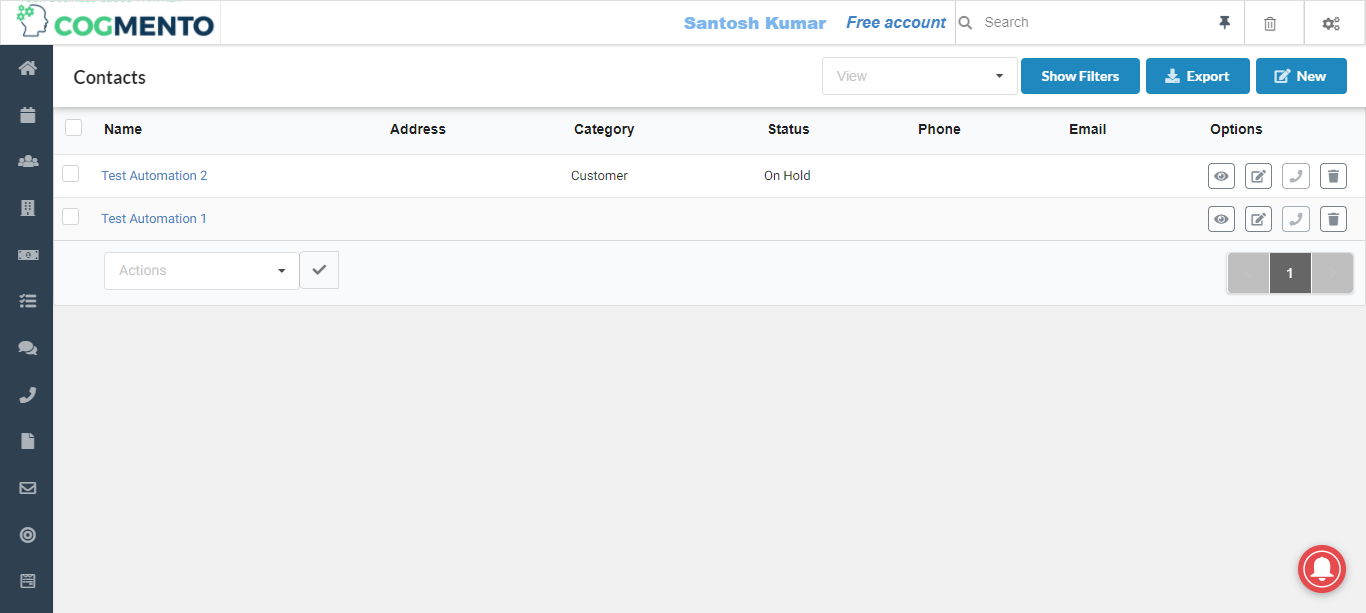 COGMENTO
Santosh Kumar
Free account
Search
Contacts
View
Show Filters
Export
New
Name Address Category Status Phone Email Options
Test Automation 2 Customer On Hold
Test Automation 1
Actions
1